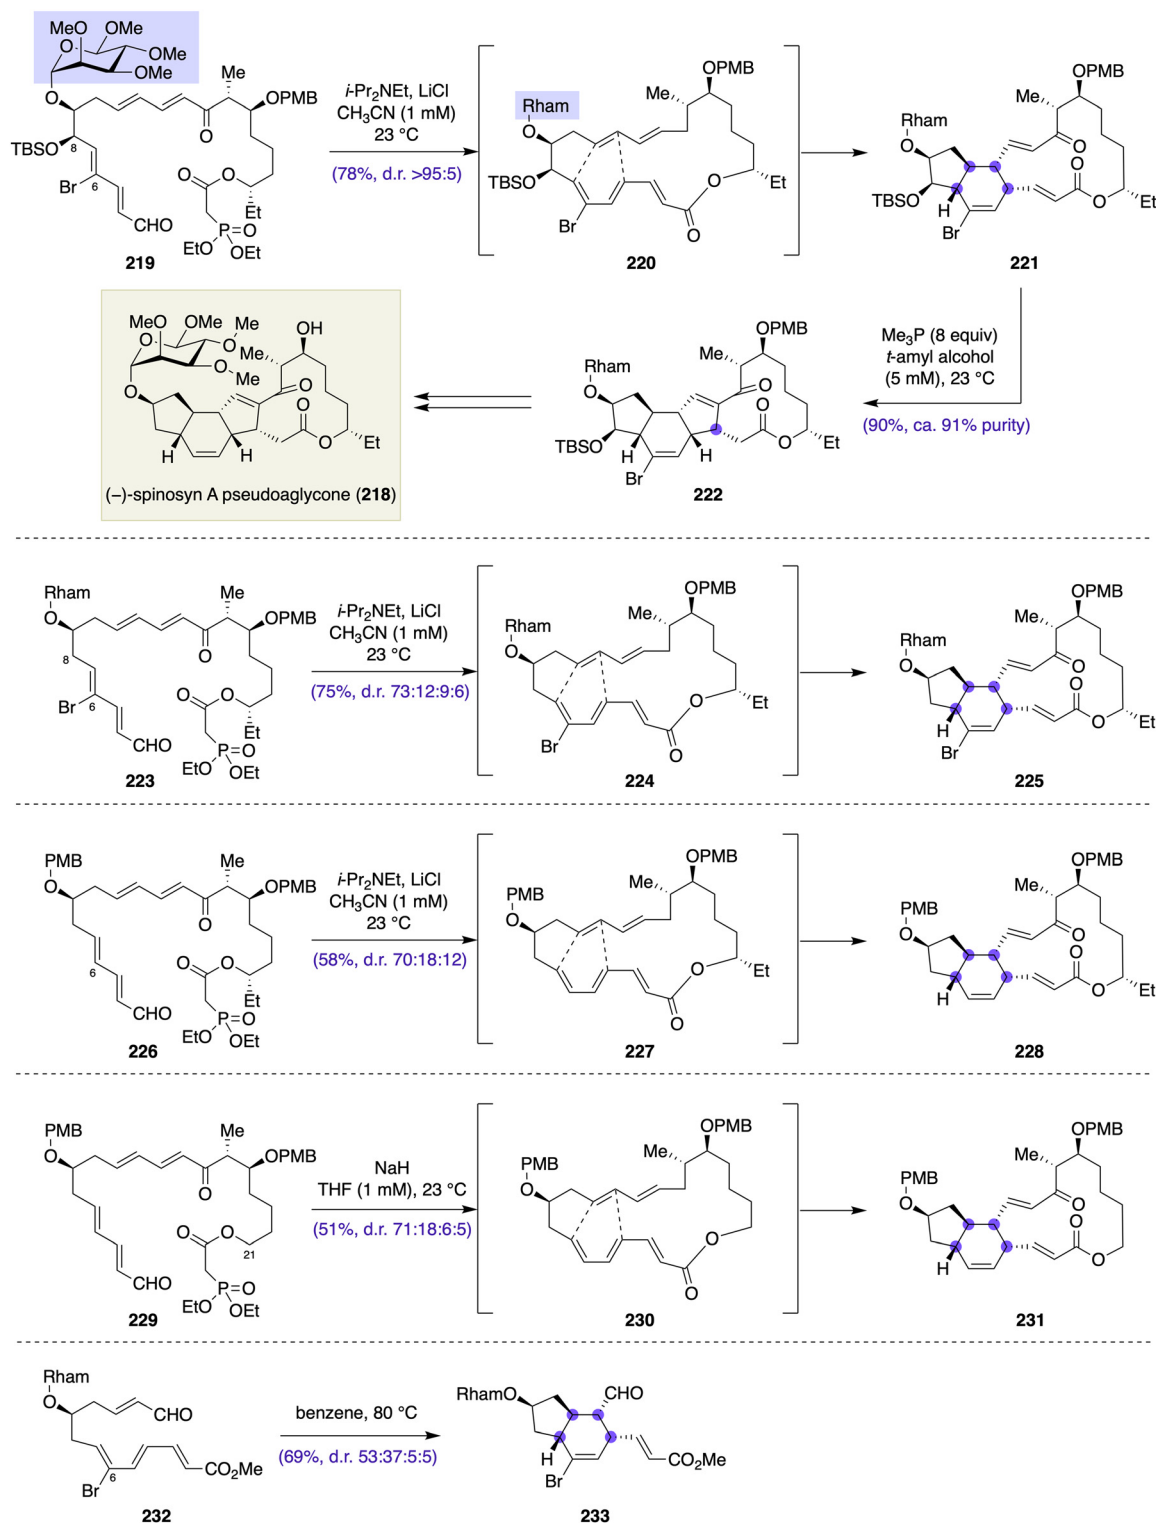 MeO OMe
O OMe
OMe
O
Me
OPMB
O
TBSO
8
Br
6
CHO
O
O
Et
P=O
EtO OEt
219
i-Pr₂NEt, LiCl
CH₃CN (1 mM)
23 °C
(78%, d.r. >95:5)
OPMB
Me
Rham
O
TBSO
Br
O
O
Et
220
OPMB
Me
Rham
O
O
O
TBSO
H
O
Et
Br
221
MeO OMe Me
O O
OH
Me
O
Me
O
O
O
O
Et
H H
(−)-spinosyn A pseudoaglycone (218)
OPMB
Me
Rham
O
O
O
O
Et
TBSO
H H
Br
222
Me₃P (8 equiv)
t-amyl alcohol
(5 mM), 23 °C
(90%, ca. 91% purity)
Rham
O
Me
OPMB
O
8
Br
6
CHO
O
O
Et
P=O
EtO OEt
223
i-Pr₂NEt, LiCl
CH₃CN (1 mM)
23 °C
(75%, d.r. 73:12:9:6)
OPMB
Me
Rham
O
Br
O
O
Et
224
OPMB
Me
Rham
O
O
O
H
O
Et
Br
225
PMB
O
Me
OPMB
O
6
CHO
O
O
Et
P=O
EtO OEt
226
i-Pr₂NEt, LiCl
CH₃CN (1 mM)
23 °C
(58%, d.r. 70:18:12)
OPMB
Me
PMB
O
O
O
Et
227
OPMB
Me
PMB
O
O
O
H
O
Et
228
PMB
O
Me
OPMB
O
CHO
O
O
21
P=O
EtO OEt
229
NaH
THF (1 mM), 23 °C
(51%, d.r. 71:18:6:5)
OPMB
Me
PMB
O
O
O
230
OPMB
Me
PMB
O
O
O
H
O
231
Rham
O
CHO
6
Br
CO₂Me
232
benzene, 80 °C
(69%, d.r. 53:37:5:5)
RhamO
CHO
H
Br
CO₂Me
233